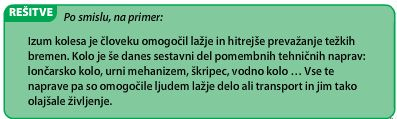 REŠITVE
Po smislu, na primer:
Izum kolesa je človeku omogočil lažje in hitrejše prevažanje težkih
bremen. Kolo je še danes sestavni del pomembnih tehničnih naprav:
lončarsko kolo, urni mehanizem, škripec, vodno kolo … Vse te
naprave pa so omogočile ljudem lažje delo ali transport in jim tako
olajšale življenje.